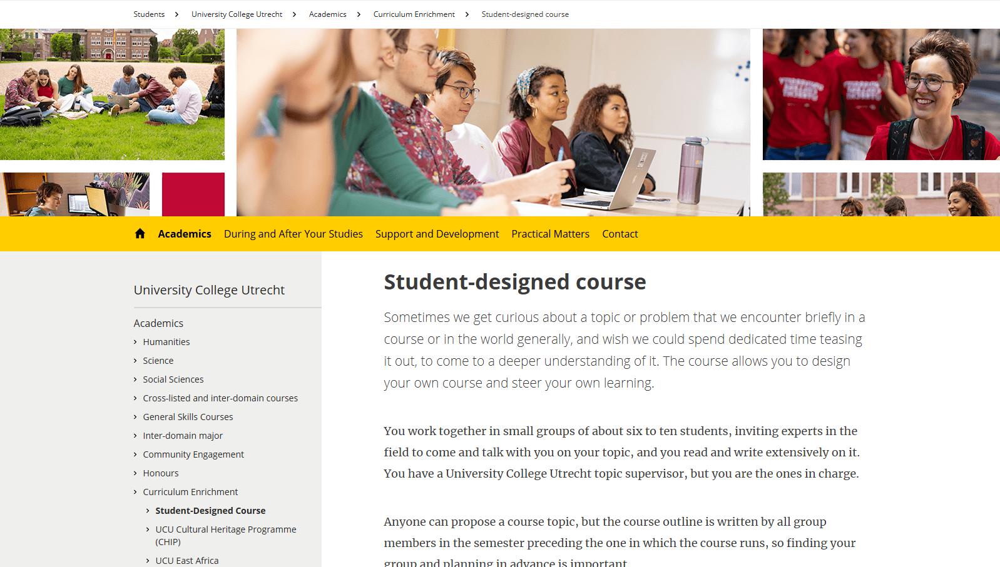 Students > University College Utrecht > Academics > Curriculum Enrichment > Student-designed course
Academics During and After Your Studies Support and Development Practical Matters Contact
University College Utrecht
Academics
Humanities
Science
Social Sciences
Cross-listed and inter-domain courses
General Skills Courses
Inter-domain major
Community Engagement
Honours
Curriculum Enrichment
Student-Designed Course
UCU Cultural Heritage Programme
(CHIP)
UCU East Africa
Student-designed course
Sometimes we get curious about a topic or problem that we encounter briefly in a
course or in the world generally, and wish we could spend dedicated time teasing
it out, to come to a deeper understanding of it. The course allows you to design
your own course and steer your own learning.
You work together in small groups of about six to ten students, inviting experts in the
field to come and talk with you on your topic, and you read and write extensively on it.
You have a University College Utrecht topic supervisor, but you are the ones in charge.
Anyone can propose a course topic, but the course outline is written by all group
members in the semester preceding the one in which the course runs, so finding your
group and planning in advance is important